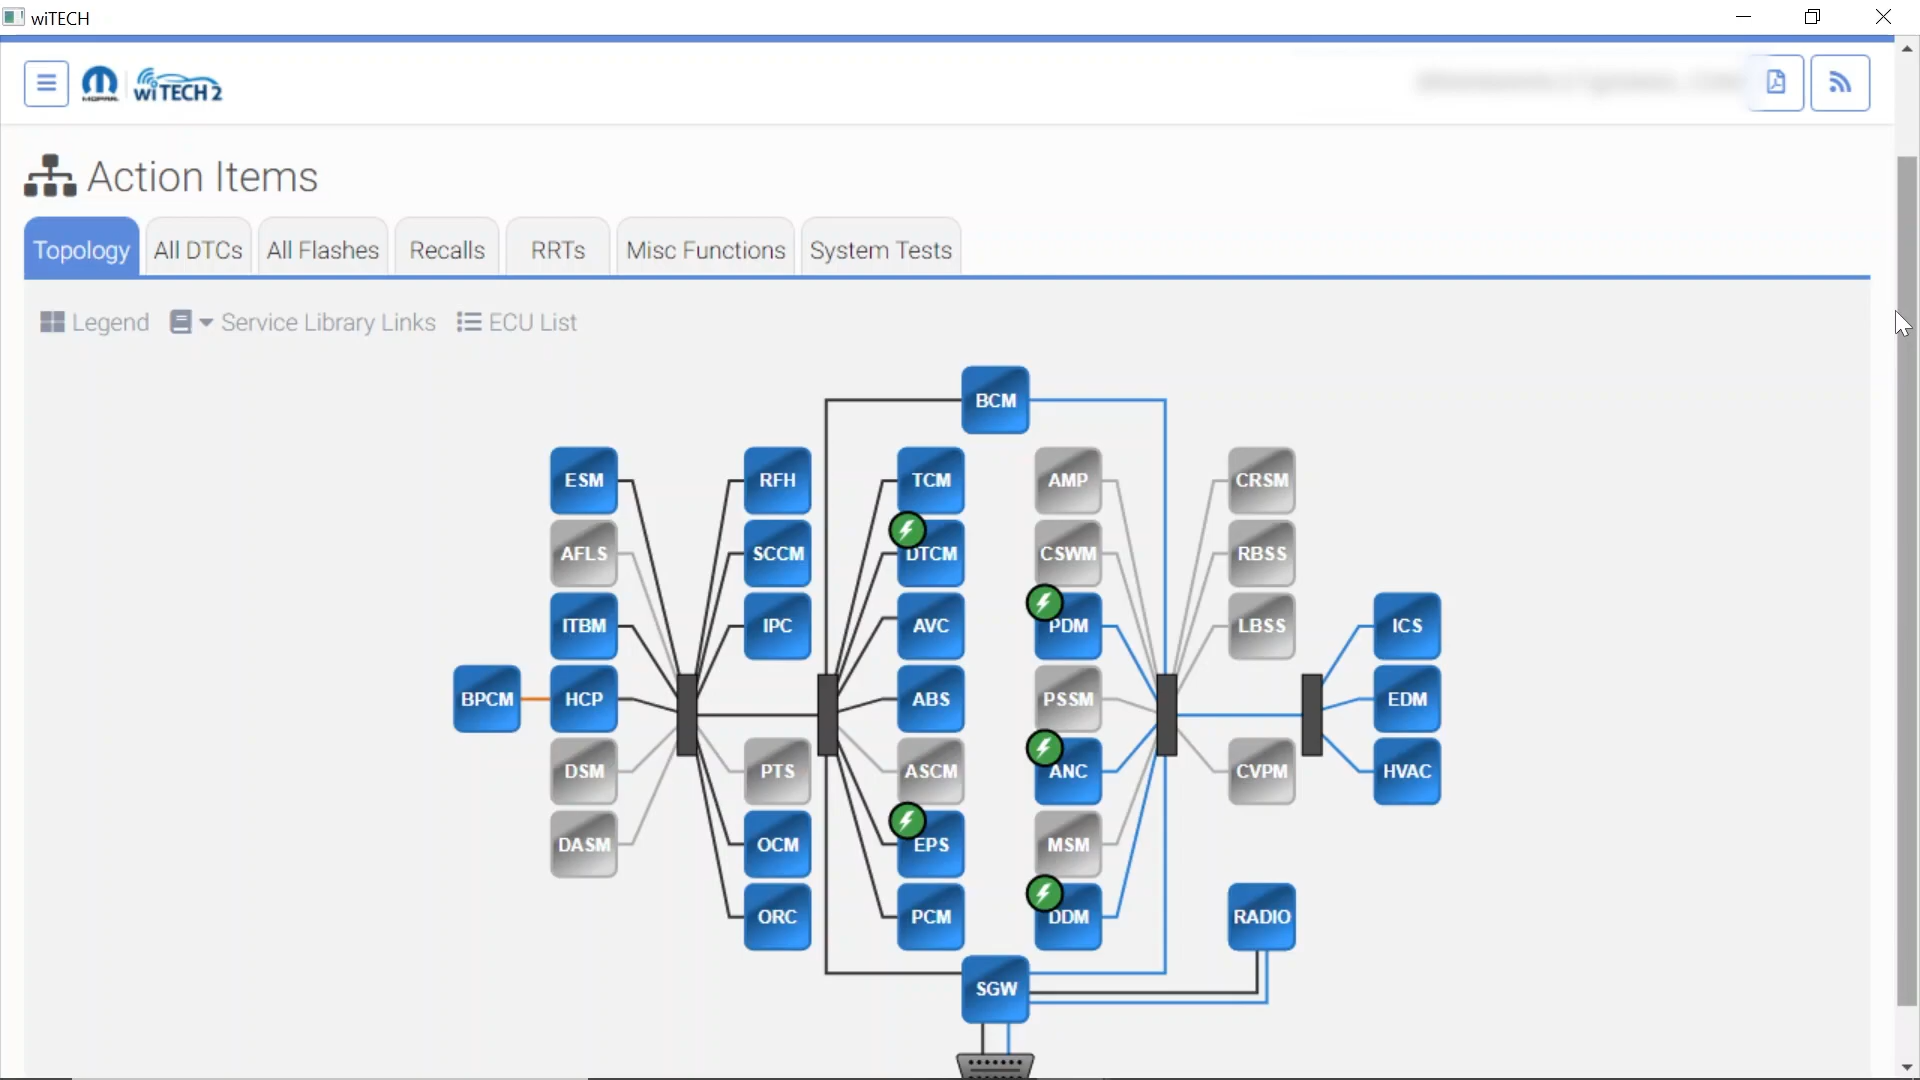 wiTECH
MOPAR wiTECH 2
Action Items
Topology All DTCs All Flashes Recalls RRTs Misc Functions System Tests
Legend Service Library Links ECU List
BCM
ESM RFH TCM AMP CRSM
AFLS SCCM DTCM CSWM RBSS
ITBM IPC AVC PDM LBSS ICS
BPCM HCP ABS PSSM EDM
DSM PTS ASCM ANC CVPM HVAC
DASM OCM EPS MSM
ORC PCM DDM RADIO
SGW